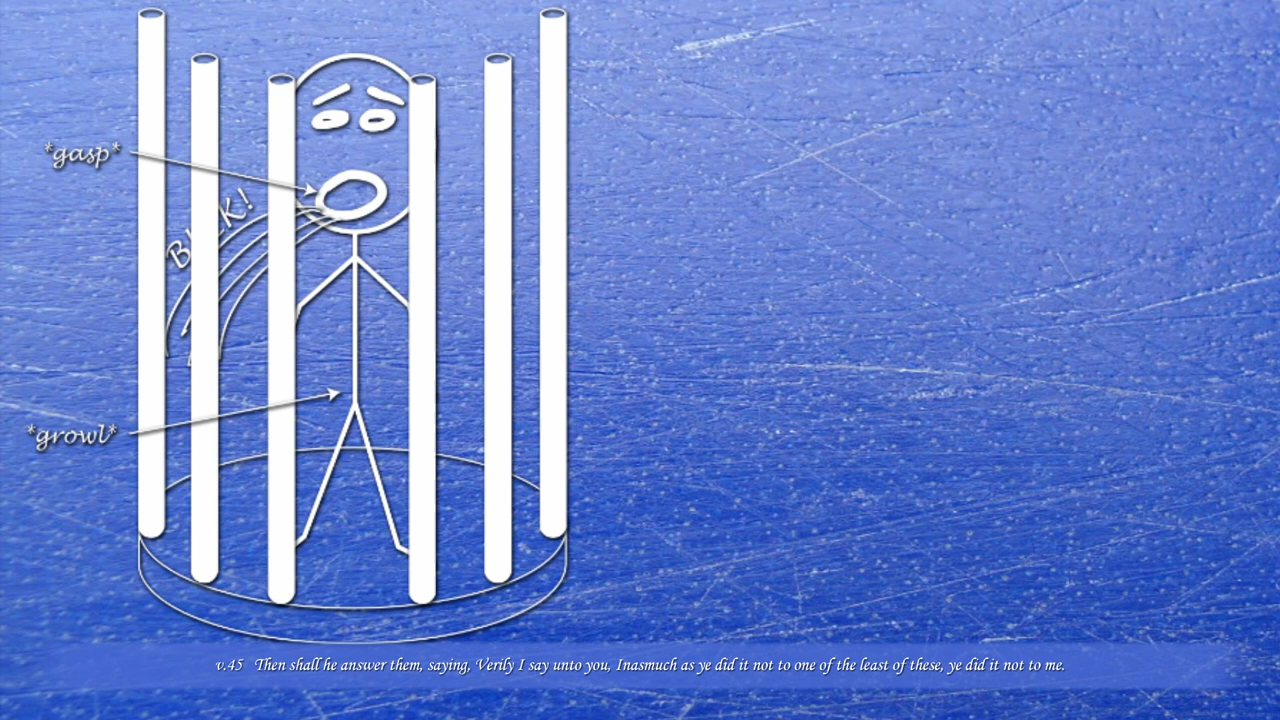 *gasp*
*growl*
v.45 Then shall he answer them, saying, Verily I say unto you, Inasmuch as ye did it not to one of the least of these, ye did it not to me.